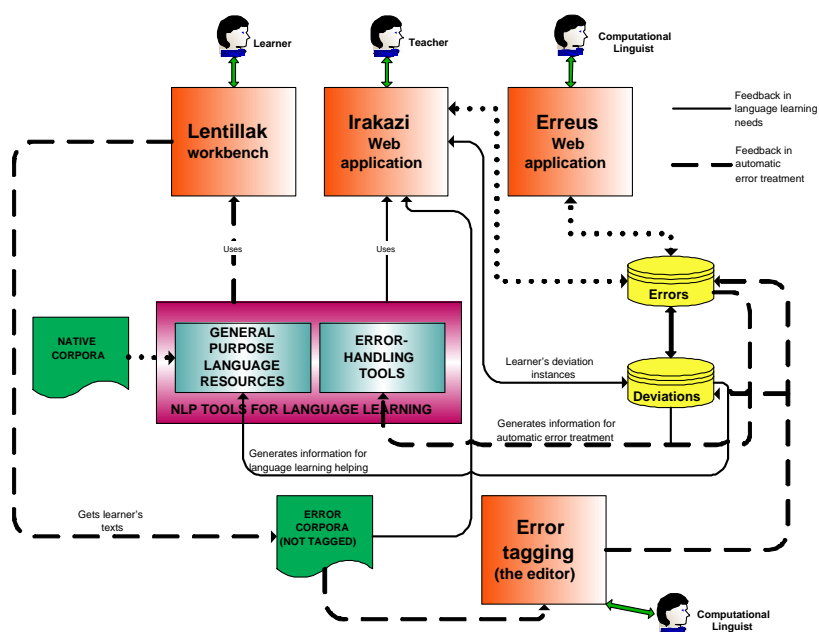 Learner
Teacher
Computational
Linguist
Lentillak
workbench
Irakazi
Web
application
Erreus
Web
application
Feedback in
language learning
needs
Feedback in
automatic
error treatment
Uses
Uses
Errors
NATIVE
CORPORA
GENERAL
PURPOSE
LANGUAGE
RESOURCES
ERROR-
HANDLING
TOOLS
NLP TOOLS FOR LANGUAGE LEARNING
Learner's deviation
instances
Deviations
Generates information for
automatic error treatment
Generates information for
language learning helping
Gets learner's
texts
ERROR
CORPORA
(NOT TAGGED)
Error
tagging
(the editor)
Computational
Linguist